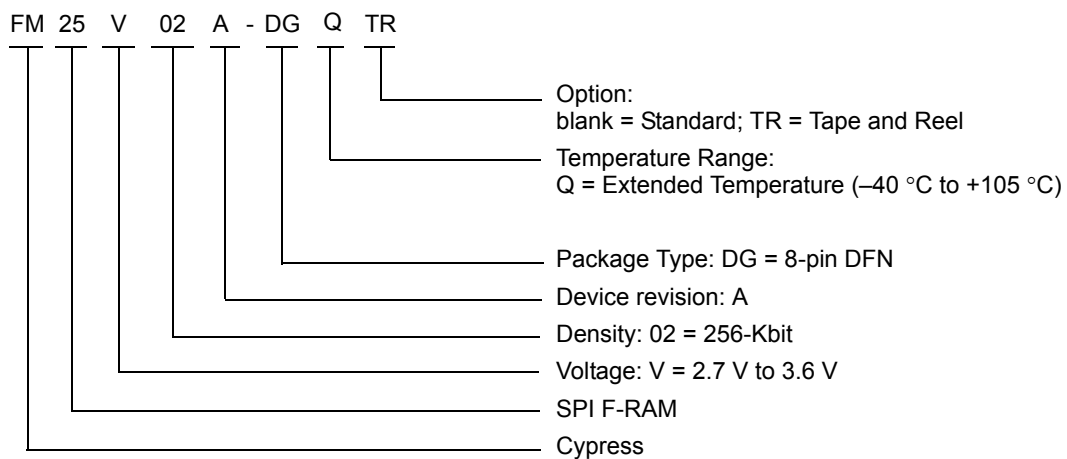 FM 25 V 02 A - DG Q TR
Option:
blank = Standard; TR = Tape and Reel
Temperature Range:
Q = Extended Temperature (–40 °C to +105 °C)
Package Type: DG = 8-pin DFN
Device revision: A
Density: 02 = 256-Kbit
Voltage: V = 2.7 V to 3.6 V
SPI F-RAM
Cypress